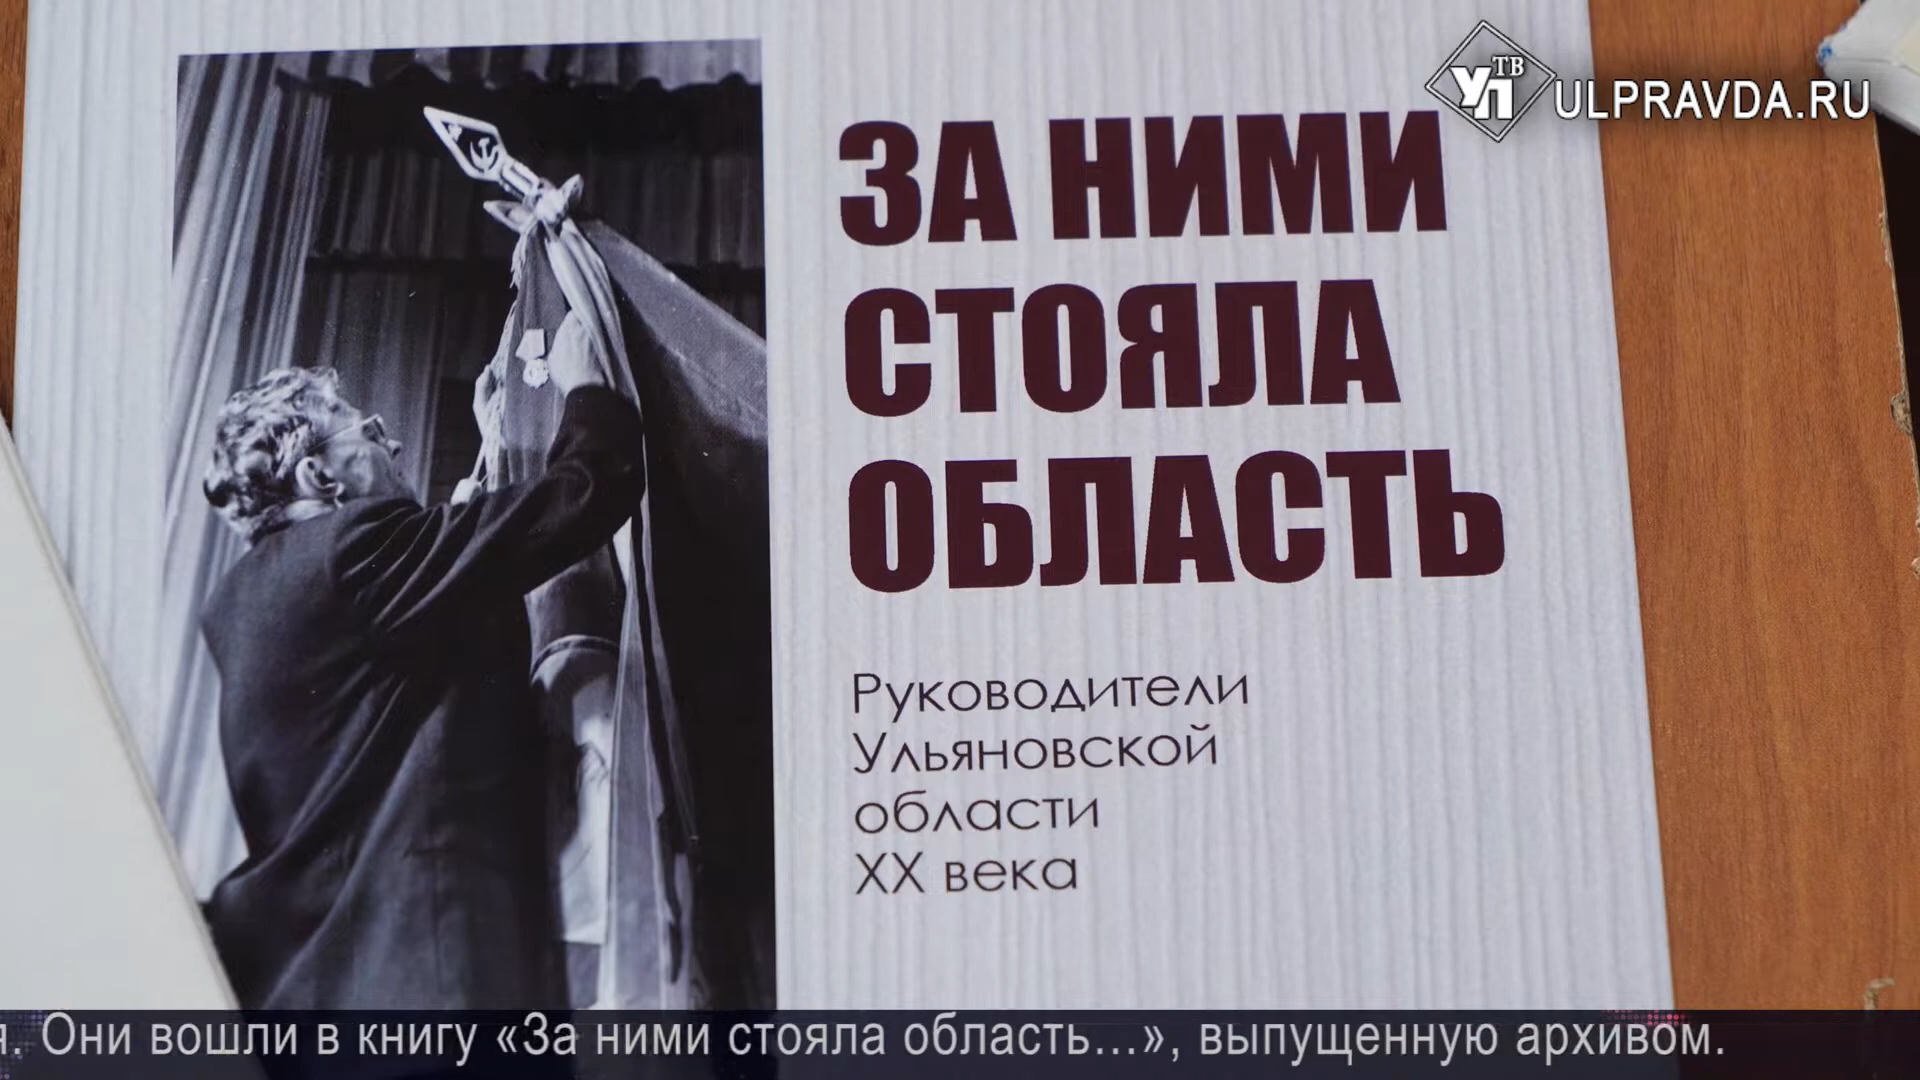 УП ТВ ULPRAVDA.RU
ЗА НИМИ
СТОЯЛА
ОБЛАСТЬ
Руководители
Ульяновской
области
XX века
я. Они вошли в книгу «За ними стояла область...», выпущенную архивом.